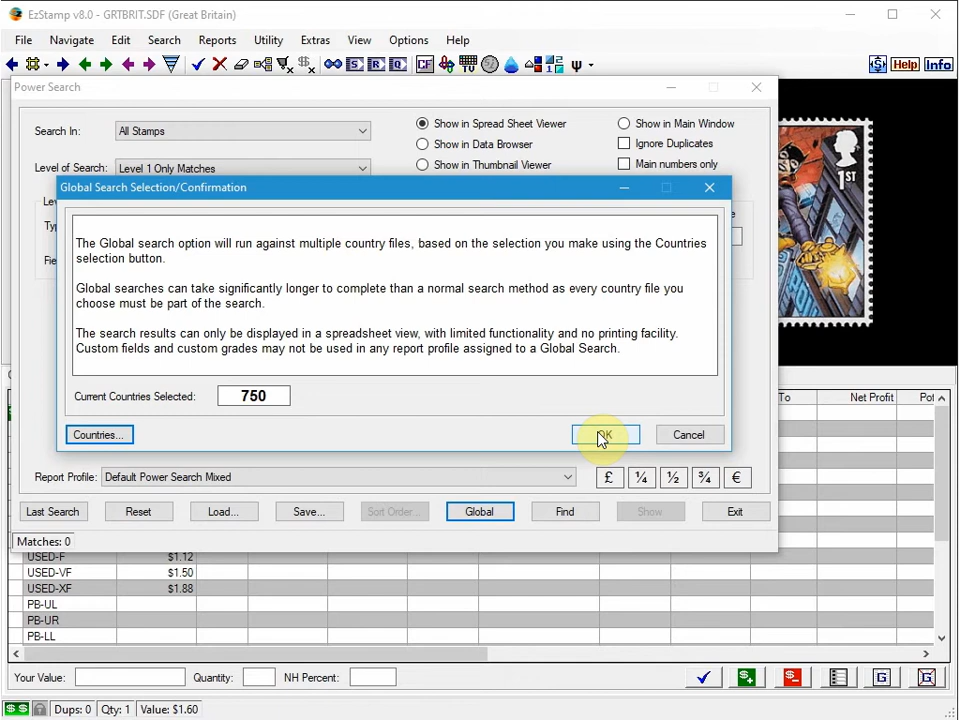 EzStamp v8.0 - GRTBRIT.SDF (Great Britain)
File Navigate Edit Search Reports Utility Extras View Options Help
S R Q CF TU Help Info
Power Search
Search In: All Stamps
Show in Spread Sheet Viewer
Show in Main Window
Show in Data Browser
Ignore Duplicates
Level of Search: Level 1 Only Matches
Show in Thumbnail Viewer
Main numbers only
1ST
Global Search Selection/Confirmation
The Global search option will run against multiple country files, based on the selection you make using the Countries
selection button.
Global searches can take significantly longer to complete than a normal search method as every country file you
choose must be part of the search.
The search results can only be displayed in a spreadsheet view, with limited functionality and no printing facility.
Custom fields and custom grades may not be used in any report profile assigned to a Global Search.
Current Countries Selected: 750
Countries... OK Cancel
To Net Profit Pot
Report Profile: Default Power Search Mixed £ ¼ ½ ¾ €
Last Search Reset Load... Save... Sort Order... Global Find Show Exit
Matches: 0
USED-F $1.12
USED-VF $1.50
USED-XF $1.88
PB-UL
PB-UR
PB-LL
Your Value: Quantity: NH Percent: G G
$ $ Dups: 0 Qty: 1 Value: $1.60